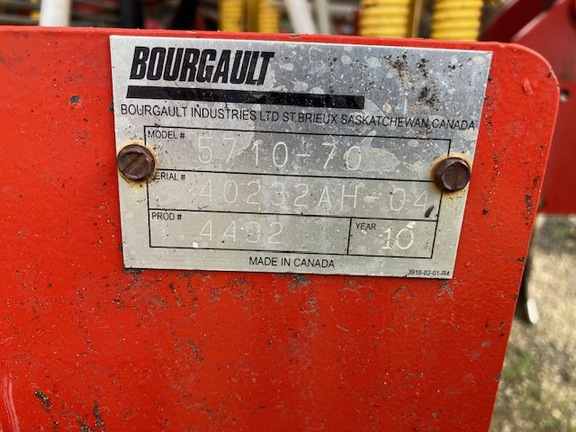 BOURGAULT
BOURGAULT INDUSTRIES LTD ST.BRIEUX SASKATCHEWAN,CANADA
MODEL # 5710-70
SERIAL # 40232AH-04
PROD # 4492 YEAR 10
MADE IN CANADA 3910-02-01-R4